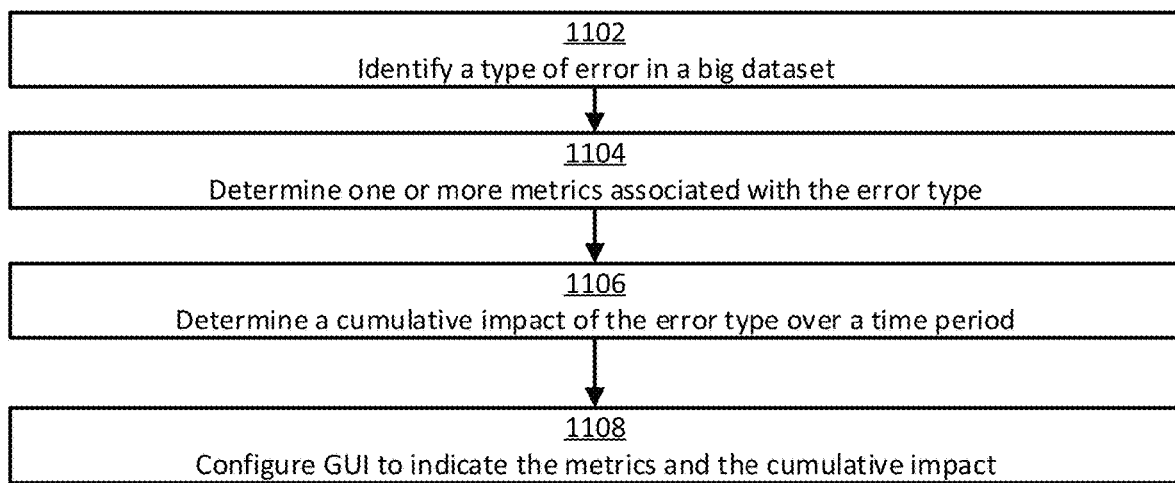 1102
Identify a type of error in a big dataset
1104
Determine one or more metrics associated with the error type
1106
Determine a cumulative impact of the error type over a time period
1108
Configure GUI to indicate the metrics and the cumulative impact